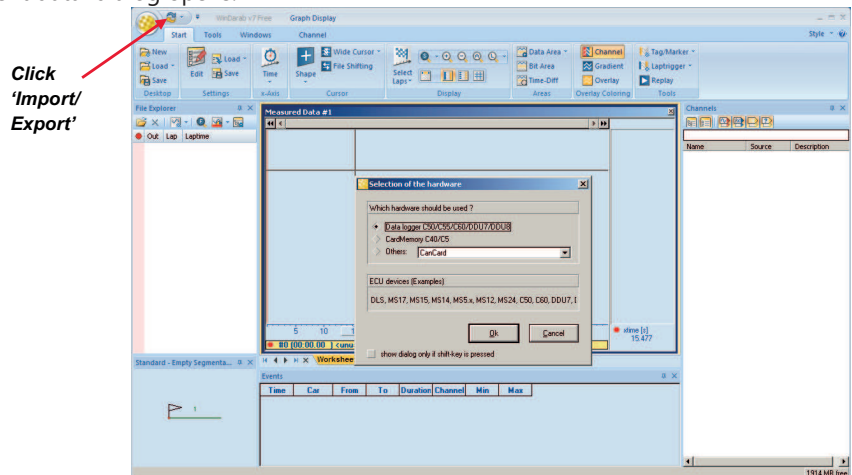 WinDarab v7 Free Graph Display
Start Tools Windows Channel
Style
Click
'Import/
Export'
New
Load
Save
Desktop
Edit
Load
Save
Settings
Time
x-Axis
Shape
Wide Cursor
File Shifting
Cursor
Select
Laps
Display
Data Area
Bit Area
Time-Diff
Areas
Channel
Gradient
Overlay
Overlay Coloring
Tag/Marker
Laptrigger
Replay
Tools
File Explorer
Out Lap Laptime
Measured Data #1
Channels
Name Source Description
Selection of the hardware
Which hardware should be used ?
Data logger C50/C55/C60/DDU7/DDU8
CardMemory C40/C5
Others: CanCard
ECU devices (Examples)
DLS, MS17, MS15, MS14, MS5.x, MS12, MS24, C50, C60, DDU7, D
Ok Cancel
show dialog only if shift-key is pressed
5 10
xtime [s]
15.477
#0 [00:00.00 ]
Standard - Empty Segmenta...
1
Events
Time Car From To Duration Channel Min Max
1914 MB free